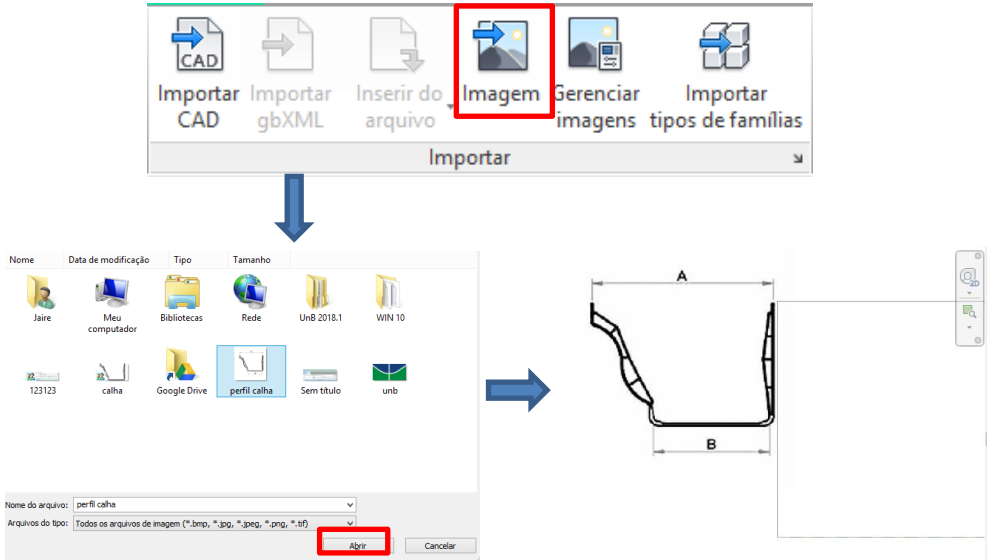 Importar CAD
Importar gbXML
Inserir do arquivo
Imagem
Gerenciar imagens
Importar tipos de famílias
Importar
Nome Data de modificação Tipo Tamanho
Jaire
Meu computador
Bibliotecas
Rede
UnB 2018.1
WIN 10
123123
calha
Google Drive
perfil calha
Sem título
unb
Nome do arquivo: perfil calha
Arquivos do tipo: Todos os arquivos de imagem (*.bmp, *.jpg, *.jpeg, *.png, *.tif)
Abrir Cancelar
A
B
2D
CAD